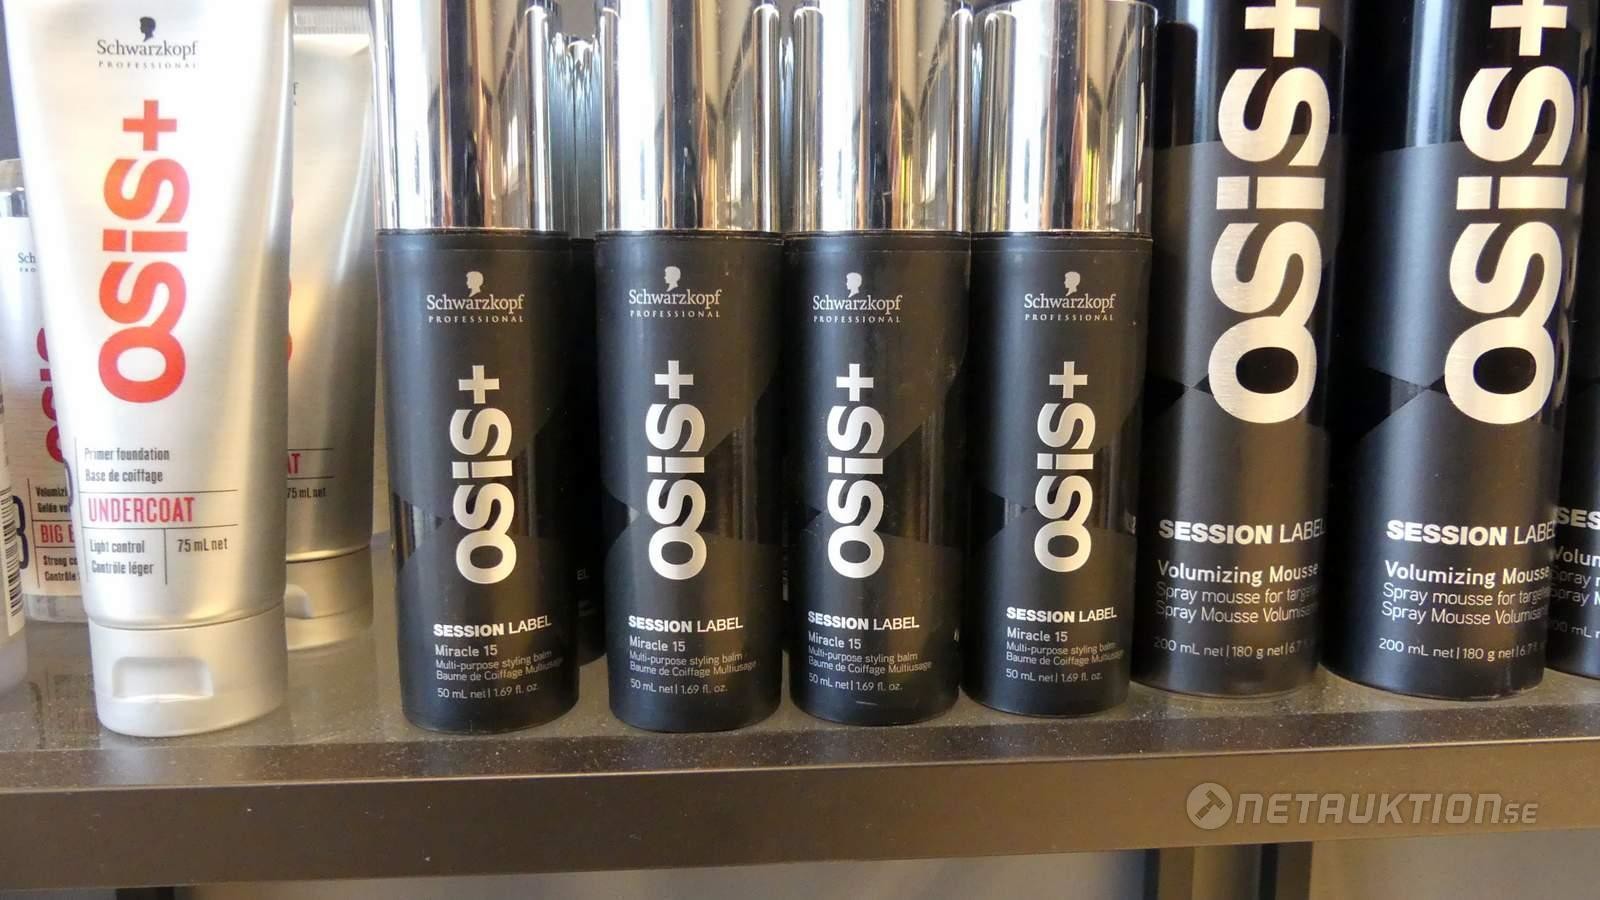 Schwarzkopf
PROFESSIONAL
OSiS+
Primer foundation
Base de coiffage
UNDERCOAT
Light control
Contrôle léger
75 mL net
Sch
BIG
Strong
Contrôle
75 mL net
Schwarzkopf
PROFESSIONAL
OSiS+
SESSION LABEL
Miracle 15
Multi-purpose styling balm
Baume de Coiffage Multiusage
50 mL net | 1.69 fl. oz.
Schwarzkopf
PROFESSIONAL
OSiS+
SESSION LABEL
Miracle 15
Multi-purpose styling balm
Baume de Coiffage Multiusage
50 mL net | 1.69 fl. oz.
Schwarzkopf
PROFESSIONAL
OSiS+
SESSION LABEL
Miracle 15
Multi-purpose styling balm
Baume de Coiffage Multiusage
50 mL net | 1.69 fl. oz.
Schwarzkopf
PROFESSIONAL
OSiS+
SESSION LABEL
Miracle 15
Multi-purpose styling balm
Baume de Coiffage Multiusage
50 mL net | 1.69 fl. oz.
OSiS+
SESSION LABEL
Volumizing Mousse
Spray mousse for
Spray Mousse
200 mL net | 180 g net | 6.7
OSiS+
SESSION LABEL
Volumizing Mousse
Spray mousse for
Spray Mousse
200 mL net | 180 g net | 6.7
NETAUKTION.SE